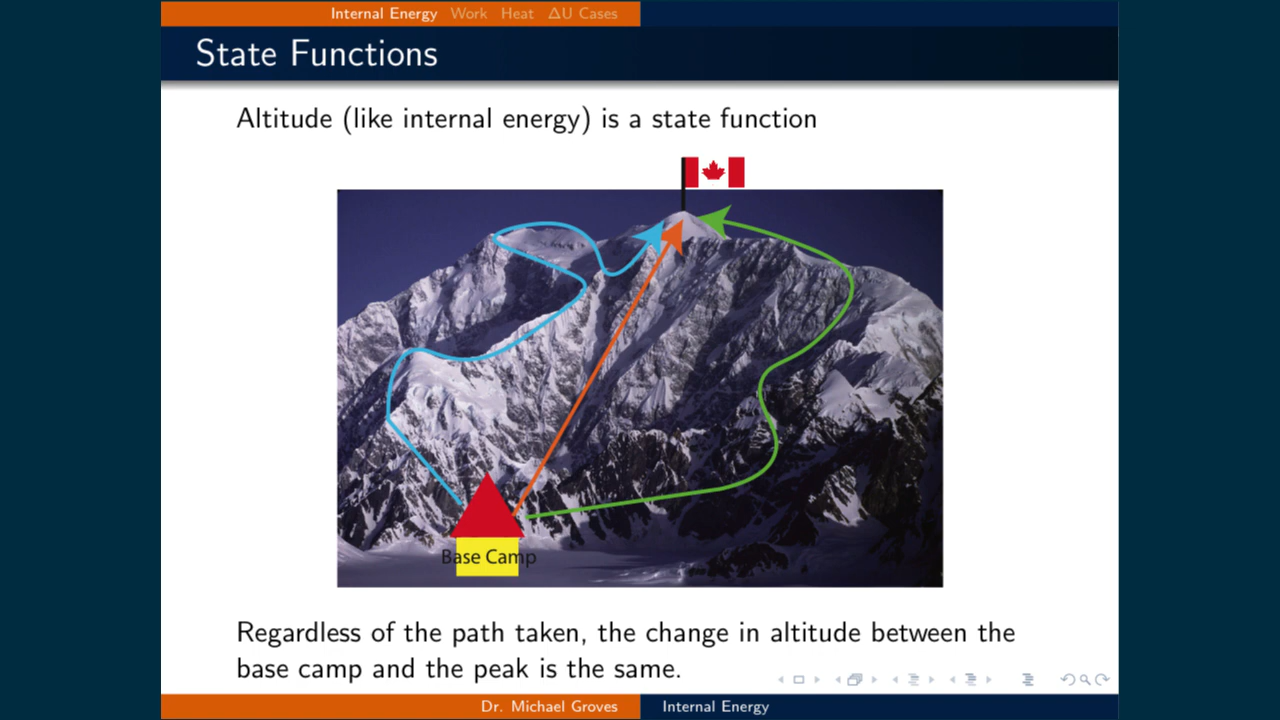 Internal Energy Work Heat ΔU Cases
State Functions
Altitude (like internal energy) is a state function
Base Camp
Regardless of the path taken, the change in altitude between the
base camp and the peak is the same.
Dr. Michael Groves Internal Energy